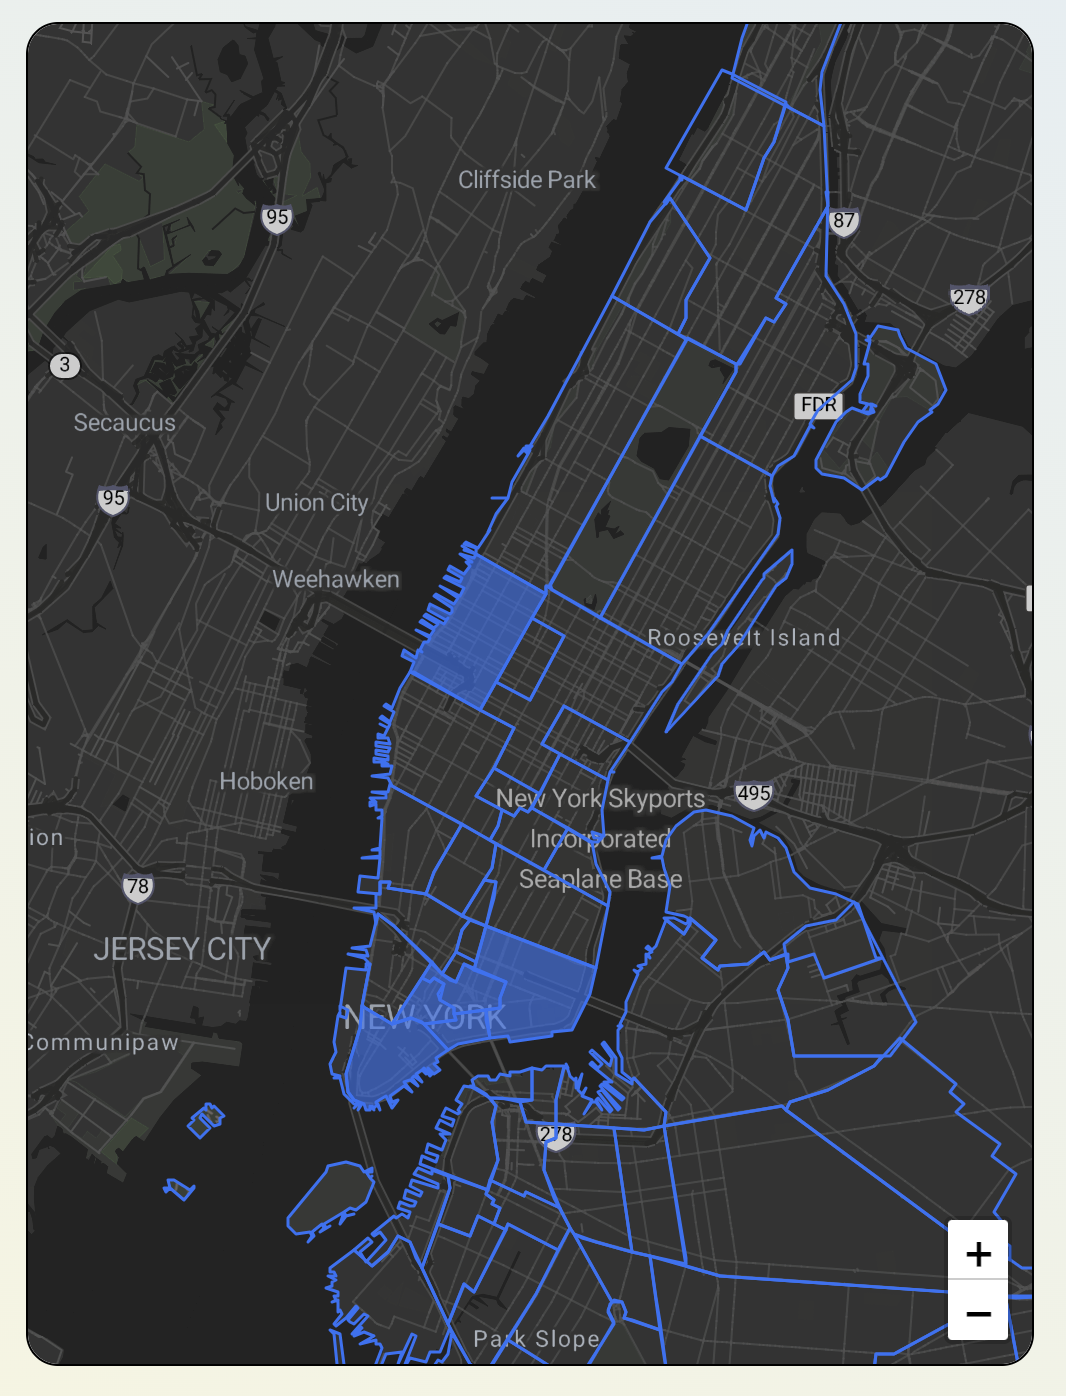 Cliffside Park
95
87
278
3
FDR
Secaucus
95
Union City
Weehawken
Roosevelt Island
Hoboken
New York Skyports
Incorporated
Seaplane Base
495
ion
78
JERSEY CITY
NEW YORK
Communipaw
278
Park Slope
+
−